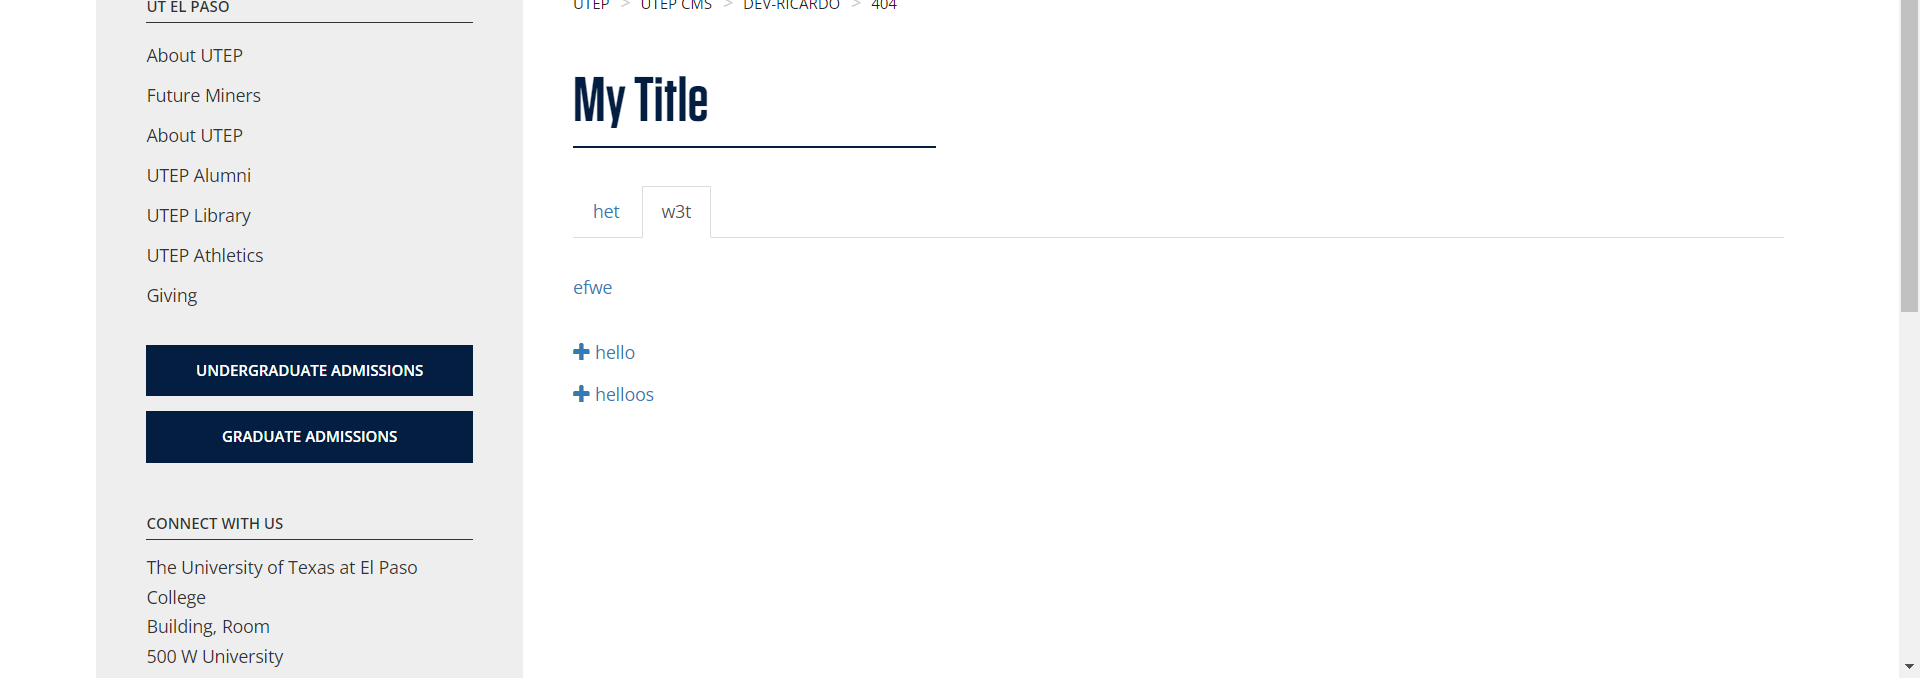 UT EL PASO
About UTEP
Future Miners
About UTEP
UTEP Alumni
UTEP Library
UTEP Athletics
Giving
UNDERGRADUATE ADMISSIONS
GRADUATE ADMISSIONS
CONNECT WITH US
The University of Texas at El Paso
College
Building, Room
500 W University
UTEP > UTEP CMS > DEV-RICARDO > 404
My Title
het w3t
efwe
hello
helloos